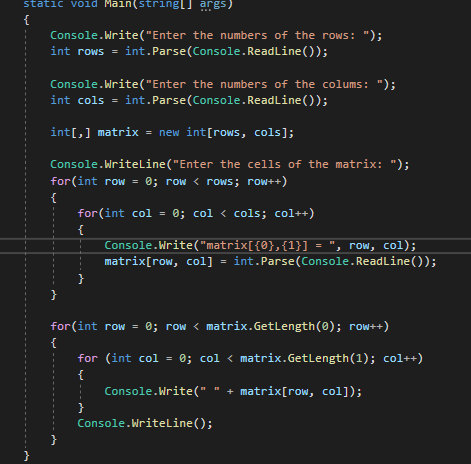 static void Main(string[] args)
{
Console.Write("Enter the numbers of the rows: ");
int rows = int.Parse(Console.ReadLine());
Console.Write("Enter the numbers of the colums: ");
int cols = int.Parse(Console.ReadLine());
int[,] matrix = new int[rows, cols];
Console.WriteLine("Enter the cells of the matrix: ");
for(int row = 0; row < rows; row++)
{
for(int col = 0; col < cols; col++)
{
Console.Write("matrix[{0},{1}] = ", row, col);
matrix[row, col] = int.Parse(Console.ReadLine());
}
}
for(int row = 0; row < matrix.GetLength(0); row++)
{
for (int col = 0; col < matrix.GetLength(1); col++)
{
Console.Write(" " + matrix[row, col]);
}
Console.WriteLine();
}
}